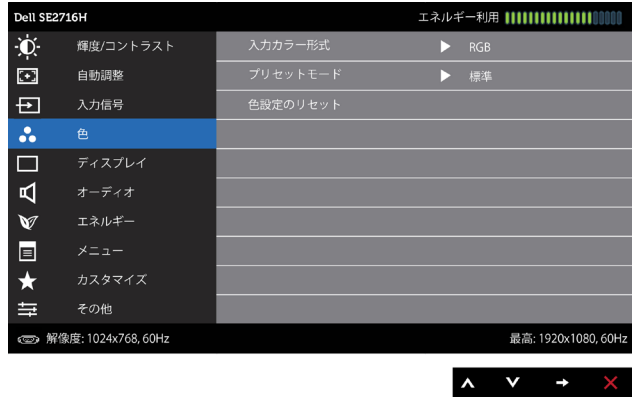 Dell SE2716H エネルギー利用
輝度/コントラスト 入力カラー形式 RGB
自動調整 プリセットモード 標準
入力信号 色設定のリセット
色
ディスプレイ
オーディオ
エネルギー
メニュー
カスタマイズ
その他
解像度: 1024x768, 60Hz 最高: 1920x1080, 60Hz